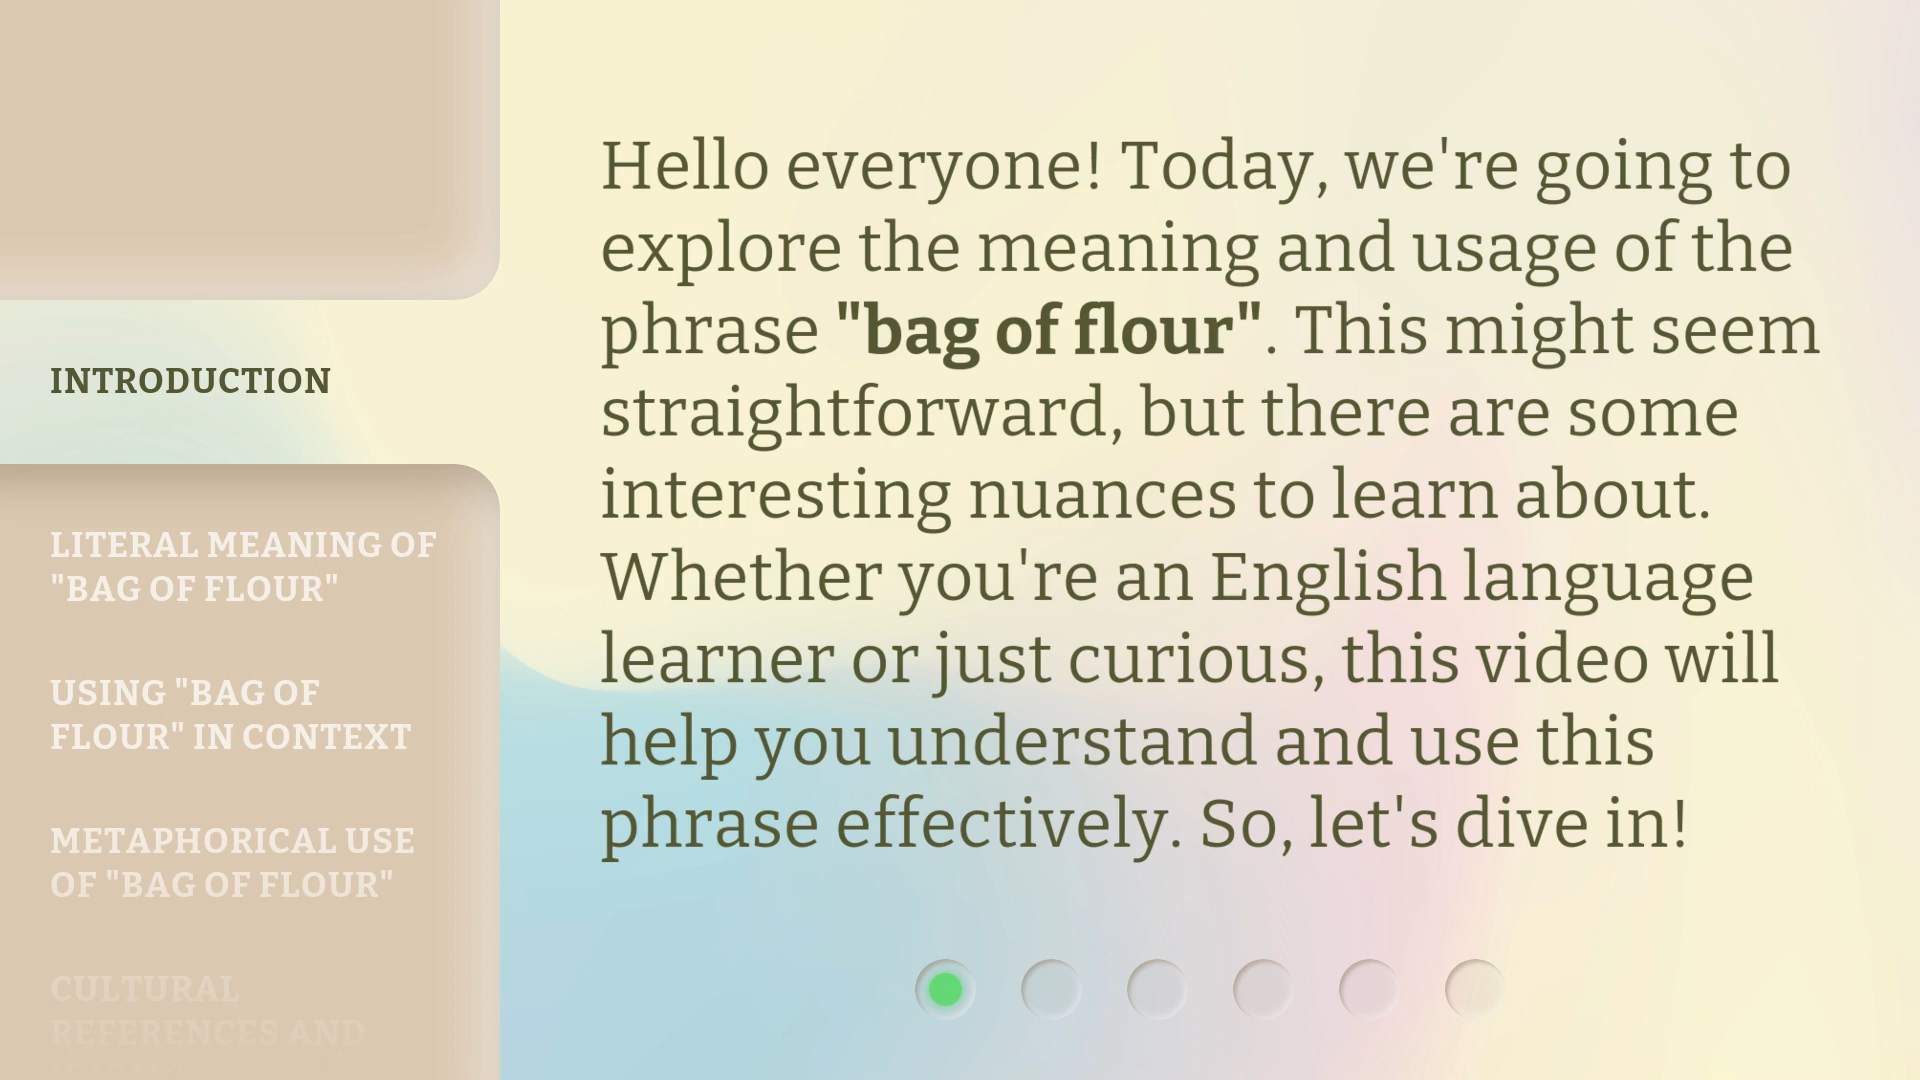 INTRODUCTION
LITERAL MEANING OF
"BAG OF FLOUR"
USING "BAG OF
FLOUR" IN CONTEXT
METAPHORICAL USE
OF "BAG OF FLOUR"
CULTURAL
REFERENCES AND
Hello everyone! Today, we're going to
explore the meaning and usage of the
phrase "bag of flour". This might seem
straightforward, but there are some
interesting nuances to learn about.
Whether you're an English language
learner or just curious, this video will
help you understand and use this
phrase effectively. So, let's dive in!